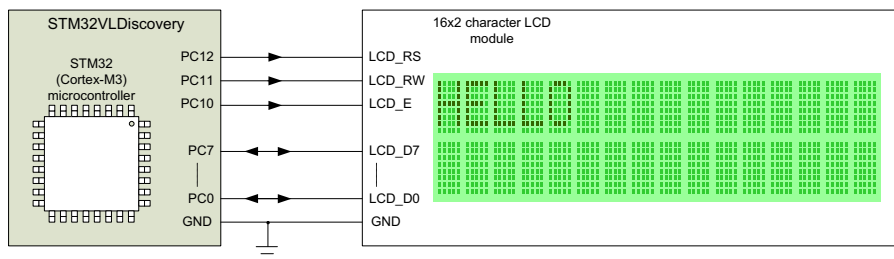 STM32VLDiscovery
16x2 character LCD
module
STM32
(Cortex-M3)
microcontroller
PC12
LCD_RS
PC11
LCD_RW
PC10
LCD_E
HELLO
PC7
LCD_D7
PC0
LCD_D0
GND
GND